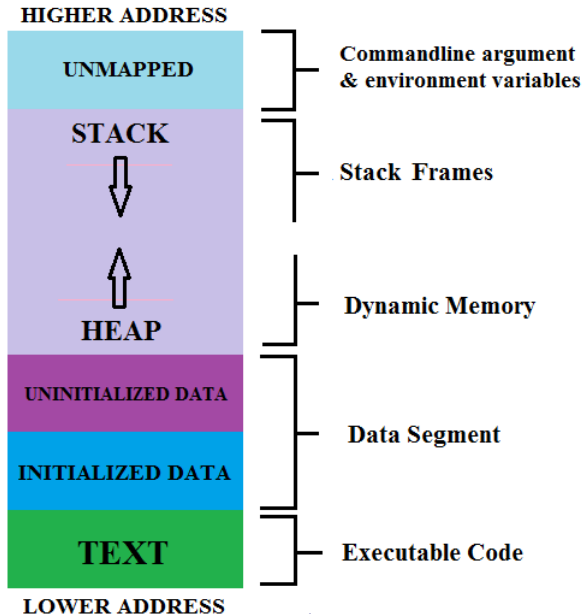 HIGHER ADDRESS
UNMAPPED
Commandline argument
& environment variables
STACK
Stack Frames
HEAP
Dynamic Memory
UNINITIALIZED DATA
INITIALIZED DATA
Data Segment
TEXT
Executable Code
LOWER ADDRESS